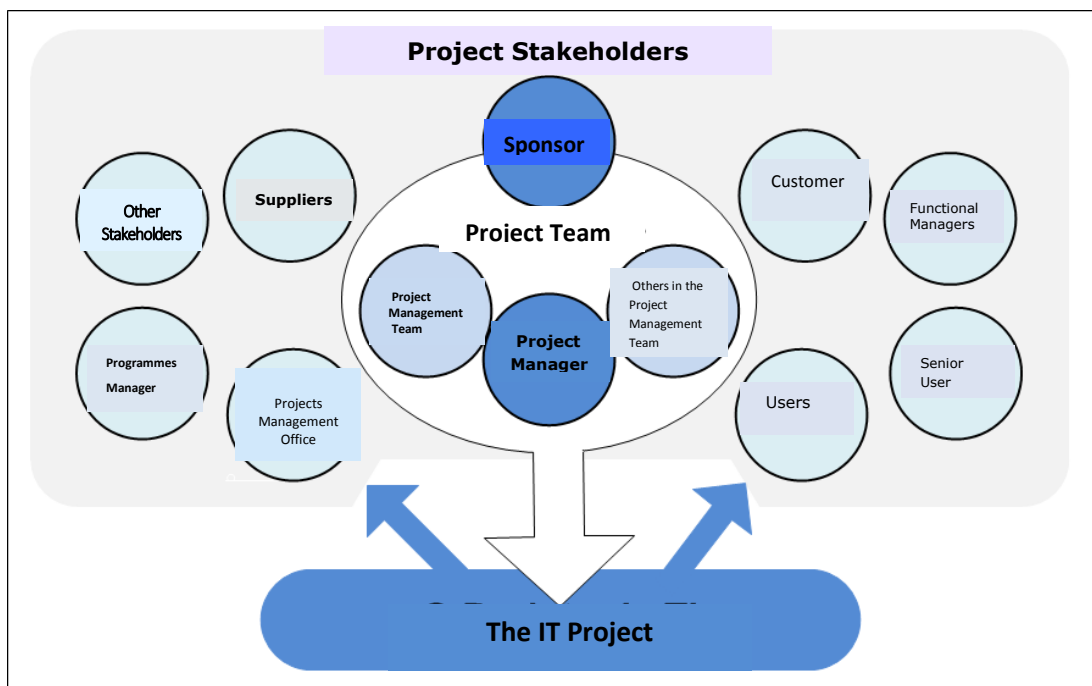 Project Stakeholders
Sponsor
Suppliers
Other
Stakeholders
Customer
Functional
Managers
Project Team
Project
Management
Team
Project
Manager
Others in the
Project
Management
Team
Programmes
Manager
Projects
Management
Office
Users
Senior
User
The IT Project